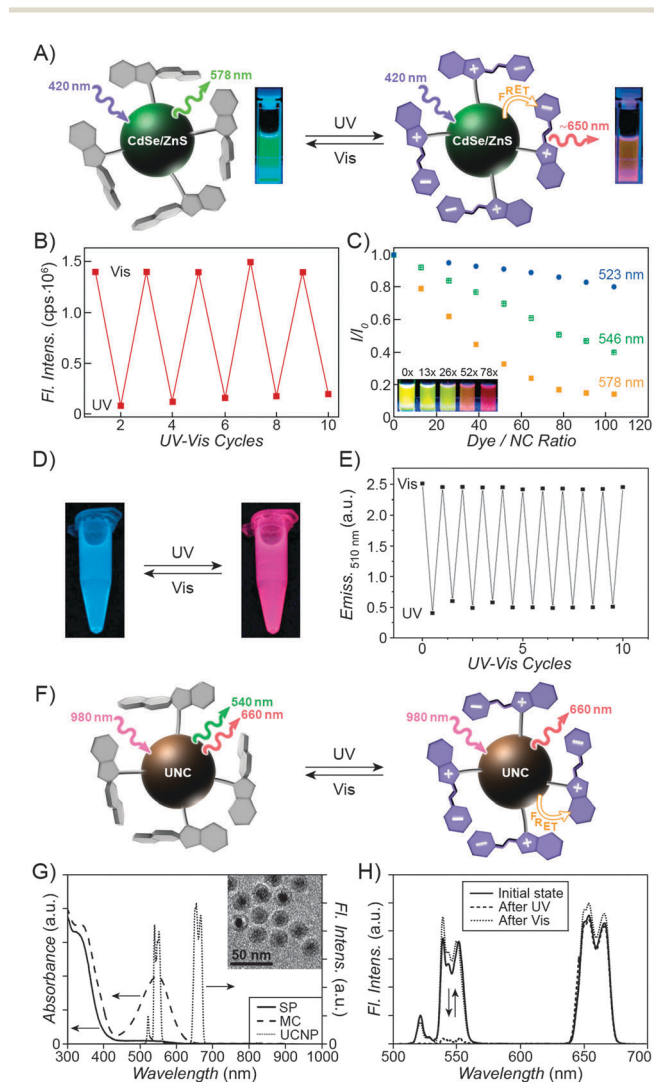 A)
420 nm
578 nm
CdSe/ZnS
UV
Vis
420 nm
FRET
CdSe/ZnS
~650 nm
+
−
+
−
+
−
+
−
B)
Fl. Intens. (cps·10⁶)
1.5
1.0
0.5
0
Vis
UV
2 4 6 8 10
UV-Vis Cycles
C)
I/I₀
1.0
0.8
0.6
0.4
0.2
0
523 nm
546 nm
578 nm
0x 13x 26x 52x 78x
0 20 40 60 80 100 120
Dye / NC Ratio
D)
UV
Vis
E)
Emiss. 510 nm (a.u.)
Vis
2.5
2.0
1.5
1.0
0.5
0
UV
0 5 10
UV-Vis Cycles
F)
980 nm
540 nm
660 nm
UNC
UV
Vis
980 nm
660 nm
UNC
FRET
+
−
+
−
+
−
+
G)
Absorbance (a.u.)
Fl. Intens. (a.u.)
50 nm
SP
MC
UCNP
0
300 400 500 600 700 800 900 1000
Wavelength (nm)
H)
Fl. Intens. (a.u.)
Initial state
After UV
After Vis
0
500 550 600 650 700
Wavelength (nm)